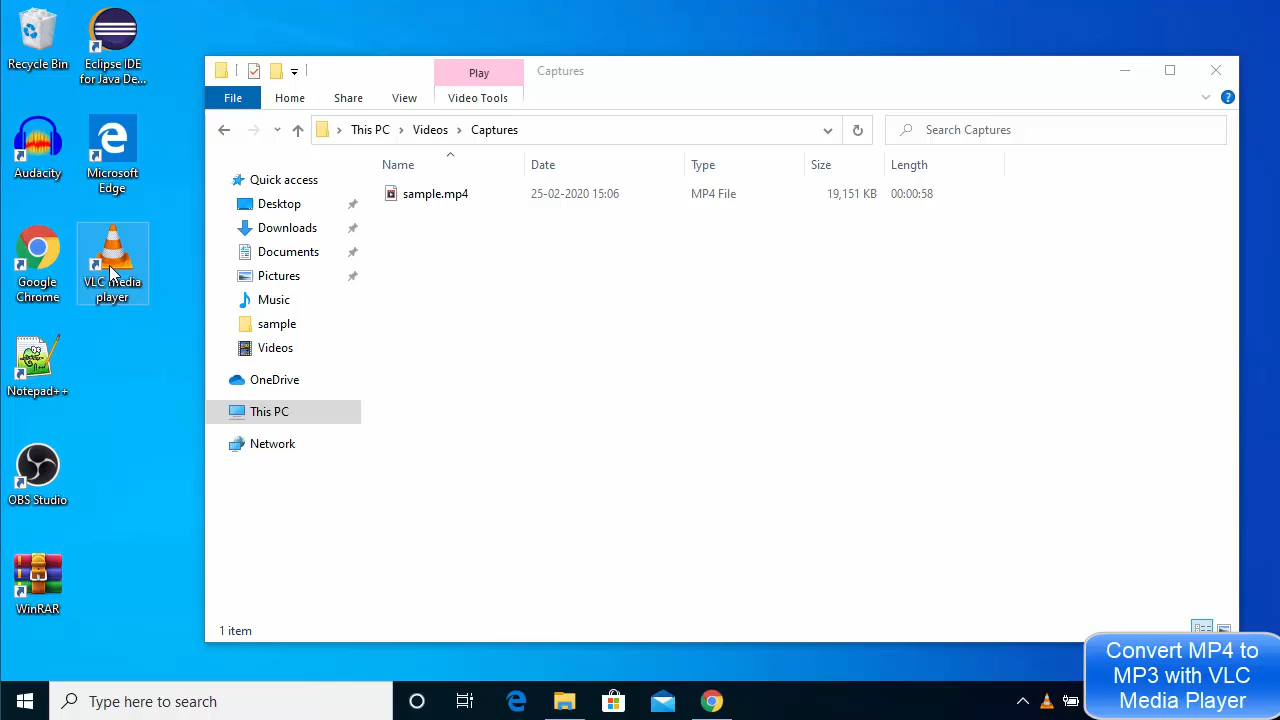 Recycle Bin
Eclipse IDE
for Java De...
Audacity
Microsoft
Edge
Google
Chrome
VLC media
player
Notepad++
OBS Studio
WinRAR
Play
Captures
File
Home
Share
View
Video Tools
This PC
Videos
Captures
Search Captures
Name
Date
Type
Size
Length
sample.mp4
25-02-2020 15:06
MP4 File
19,151 KB
00:00:58
Quick access
Desktop
Downloads
Documents
Pictures
Music
sample
Videos
OneDrive
This PC
Network
1 item
Convert MP4 to
MP3 with VLC
Media Player
Type here to search